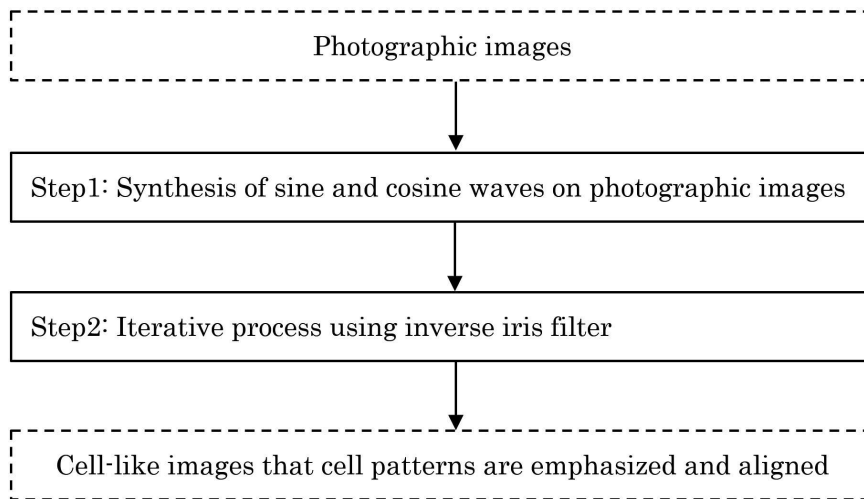 Photographic images
Step1: Synthesis of sine and cosine waves on photographic images
Step2: Iterative process using inverse iris filter
Cell-like images that cell patterns are emphasized and aligned